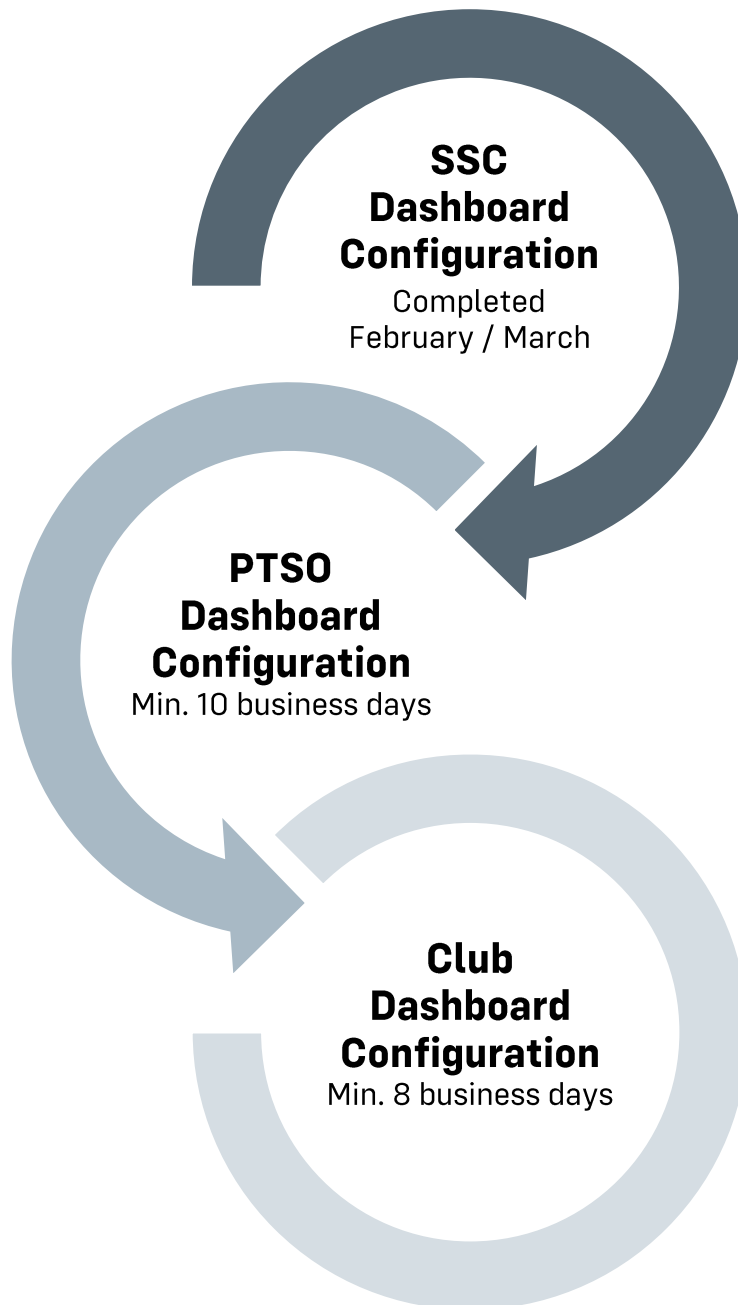 SSC
Dashboard
Configuration
Completed
February / March
PTSO
Dashboard
Configuration
Min. 10 business days
Club
Dashboard
Configuration
Min. 8 business days